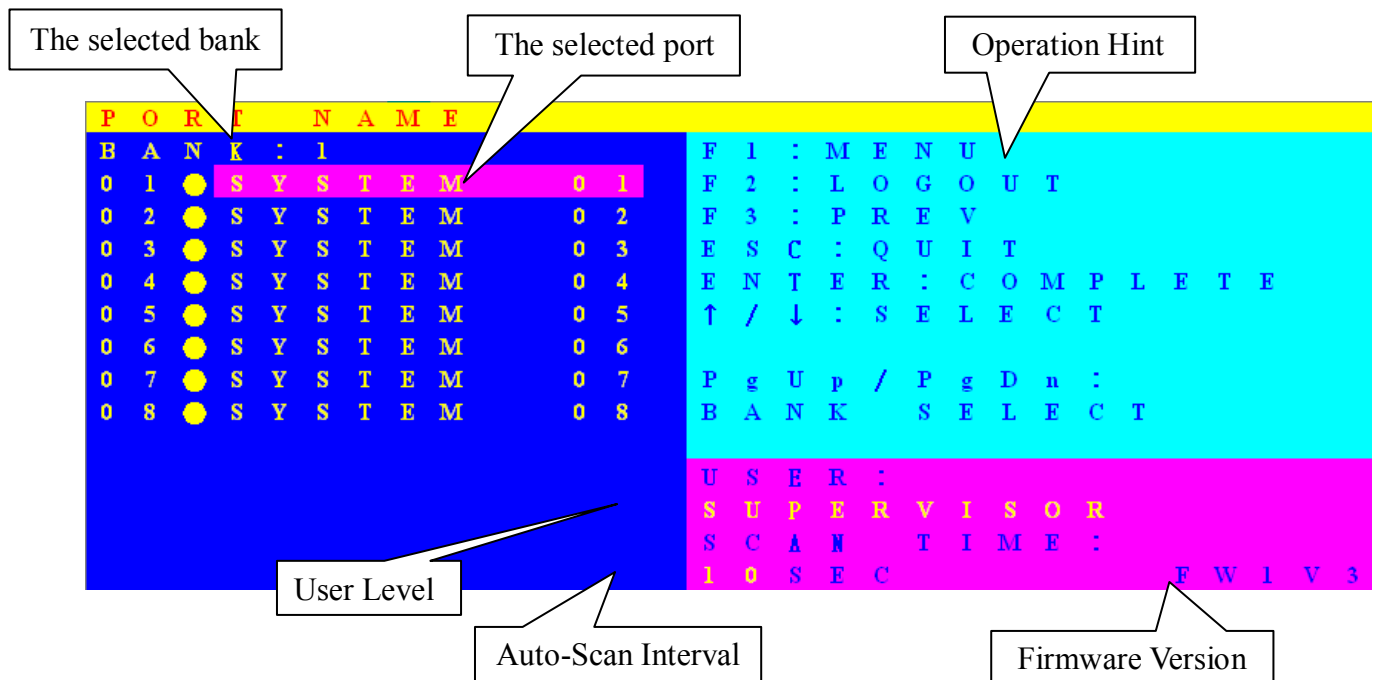 The selected bank
The selected port
Operation Hint
PORT NAME
BANK:1
01●SYSTEM 01
02●SYSTEM 02
03●SYSTEM 03
04●SYSTEM 04
05●SYSTEM 05
06●SYSTEM 06
07●SYSTEM 07
08●SYSTEM 08
F1:MENU
F2:LOGOUT
F3:PREV
ESC:QUIT
ENTER:COMPLETE
↑/↓:SELECT
PgUp/PgDn:
BANK SELECT
USER:
SUPERVISOR
SCAN TIME:
10SEC FW1V3
User Level
Auto-Scan Interval
Firmware Version